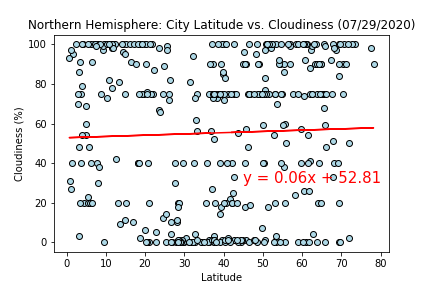 Northern Hemisphere: City Latitude vs. Cloudiness (07/29/2020)
100
80
60
40
20
0
Cloudiness (%)
y = 0.06x +52.81
0 10 20 30 40 50 60 70 80
Latitude